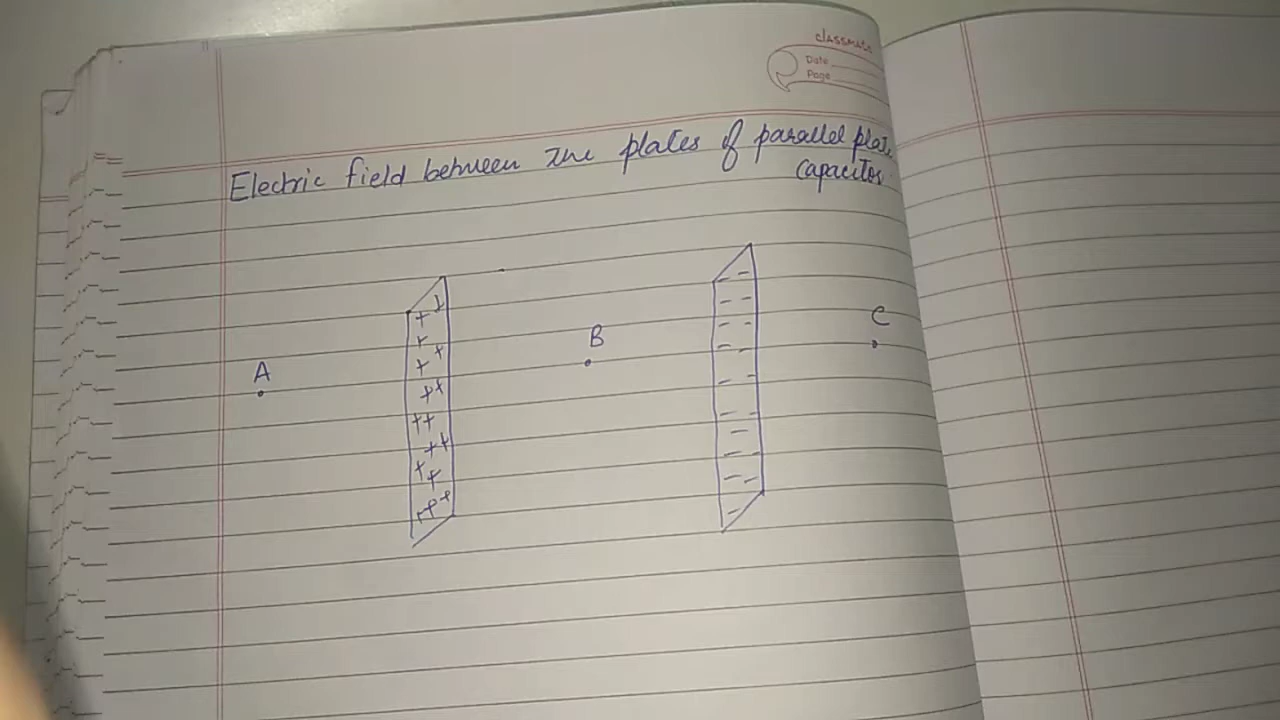 classmate
Date
Page
Electric field between the plates of parallel plate
capacitor
A
B
C